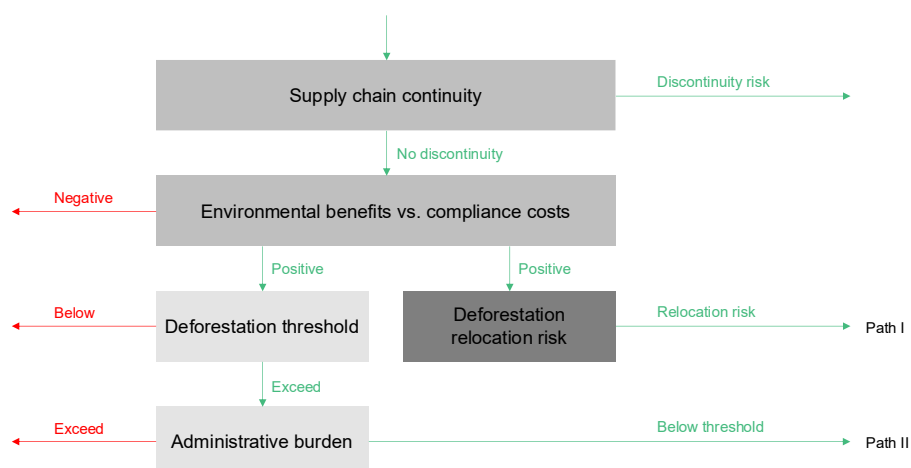 Supply chain continuity
Discontinuity risk
No discontinuity
Negative
Environmental benefits vs. compliance costs
Positive
Positive
Below
Deforestation threshold
Deforestation
relocation risk
Relocation risk
Path I
Exceed
Exceed
Administrative burden
Below threshold
Path II